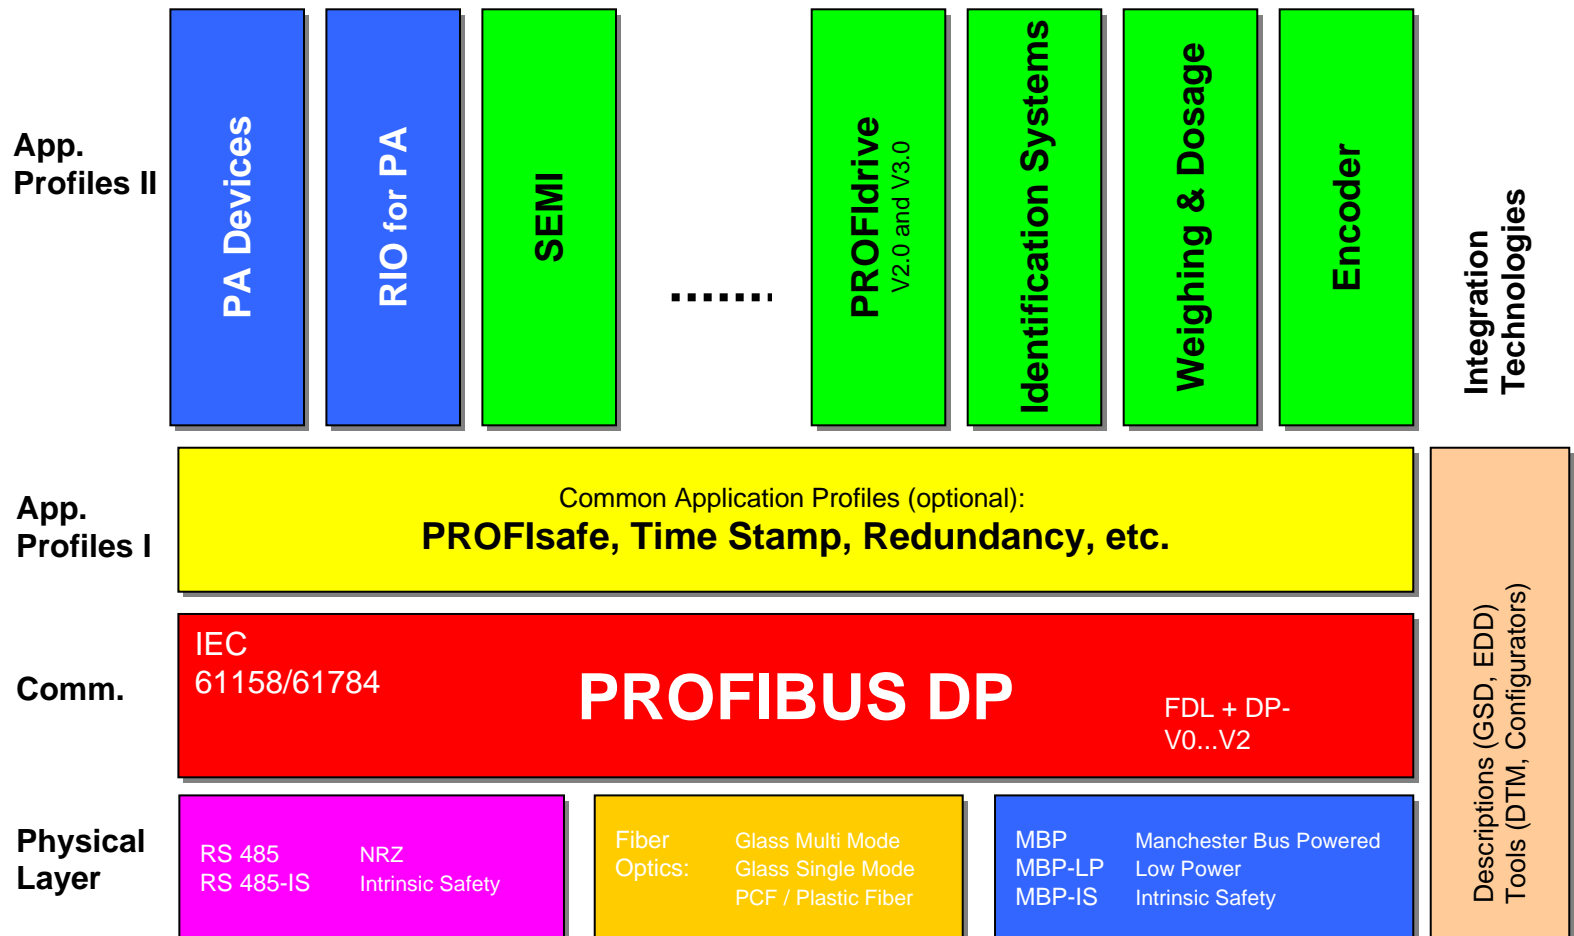 App.
Profiles II
PA Devices
RIO for PA
SEMI
........
PROFIdrive
V2.0 and V3.0
Identification Systems
Weighing & Dosage
Encoder
Integration
Technologies
App.
Profiles I
Common Application Profiles (optional):
PROFIsafe, Time Stamp, Redundancy, etc.
Comm.
IEC
61158/61784
PROFIBUS DP
FDL + DP-
V0...V2
Physical
Layer
RS 485 NRZ
RS 485-IS Intrinsic Safety
Fiber Glass Multi Mode
Optics: Glass Single Mode
PCF / Plastic Fiber
MBP Manchester Bus Powered
MBP-LP Low Power
MBP-IS Intrinsic Safety
Descriptions (GSD, EDD)
Tools (DTM, Configurators)